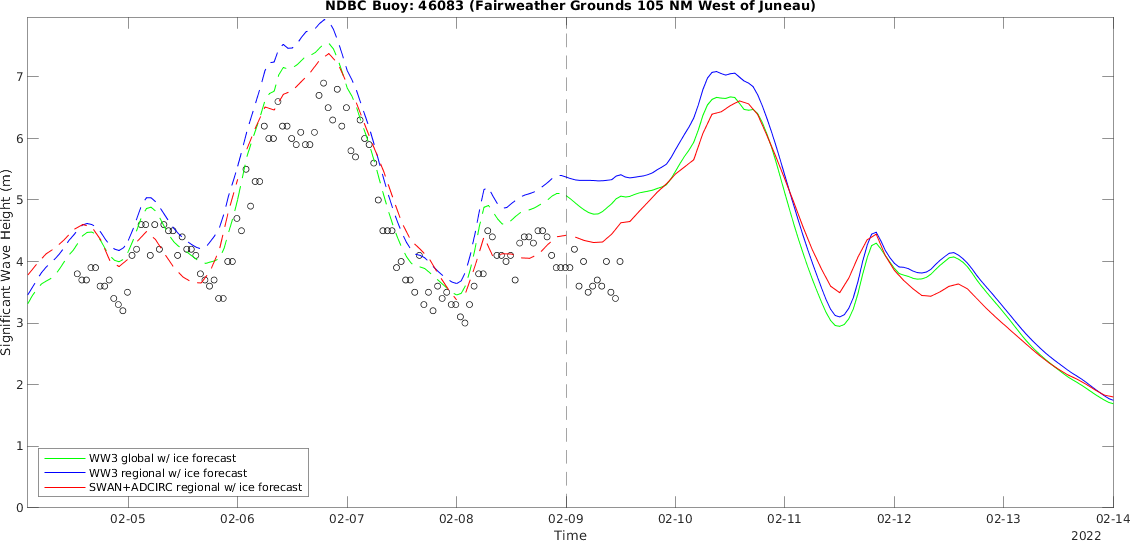 NDBC Buoy: 46083 (Fairweather Grounds 105 NM West of Juneau)
Significant Wave Height (m)
7
6
5
4
3
2
1
0
WW3 global w/ ice forecast
WW3 regional w/ ice forecast
SWAN+ADCIRC regional w/ ice forecast
02-05 02-06 02-07 02-08 02-09 02-10 02-11 02-12 02-13 02-14
Time
2022